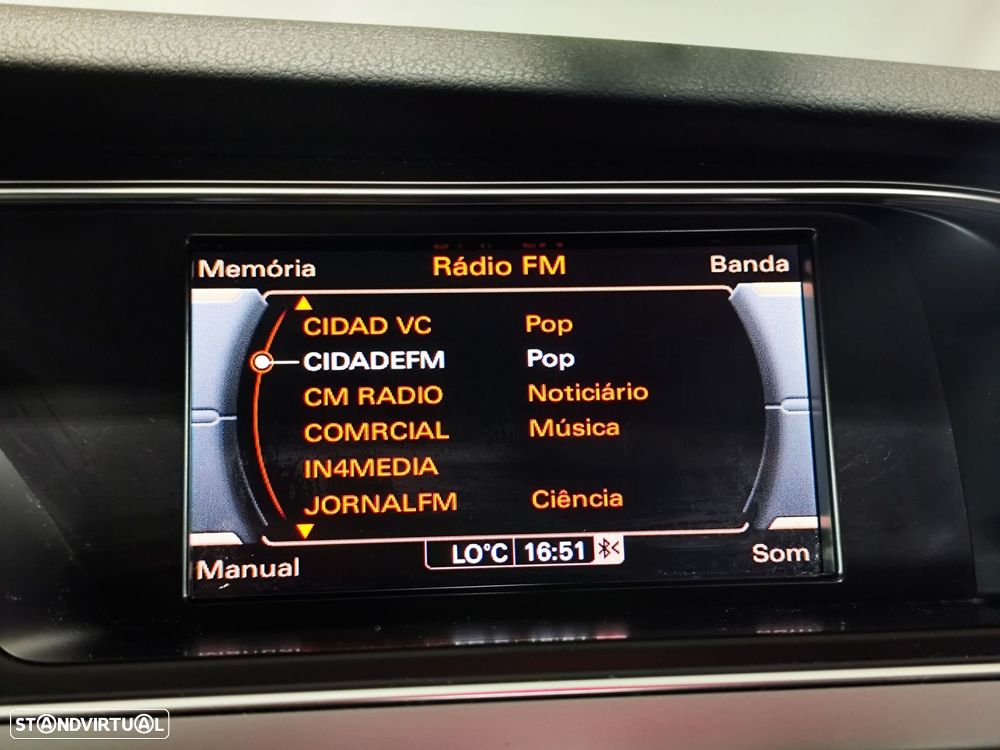 Memória Rádio FM Banda
CIDAD VC Pop
CIDADEFM Pop
CM RADIO Noticiário
COMRCIAL Música
IN4MEDIA
JORNALFM Ciência
LO°C 16:51
Manual Som
STANDVIRTUAL